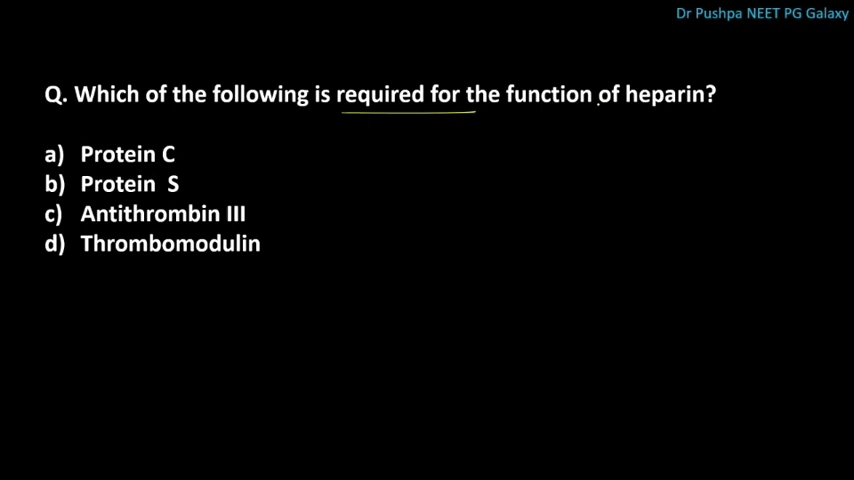 Dr Pushpa NEET PG Galaxy
Q. Which of the following is required for the function of heparin?
a) Protein C
b) Protein S
c) Antithrombin III
d) Thrombomodulin